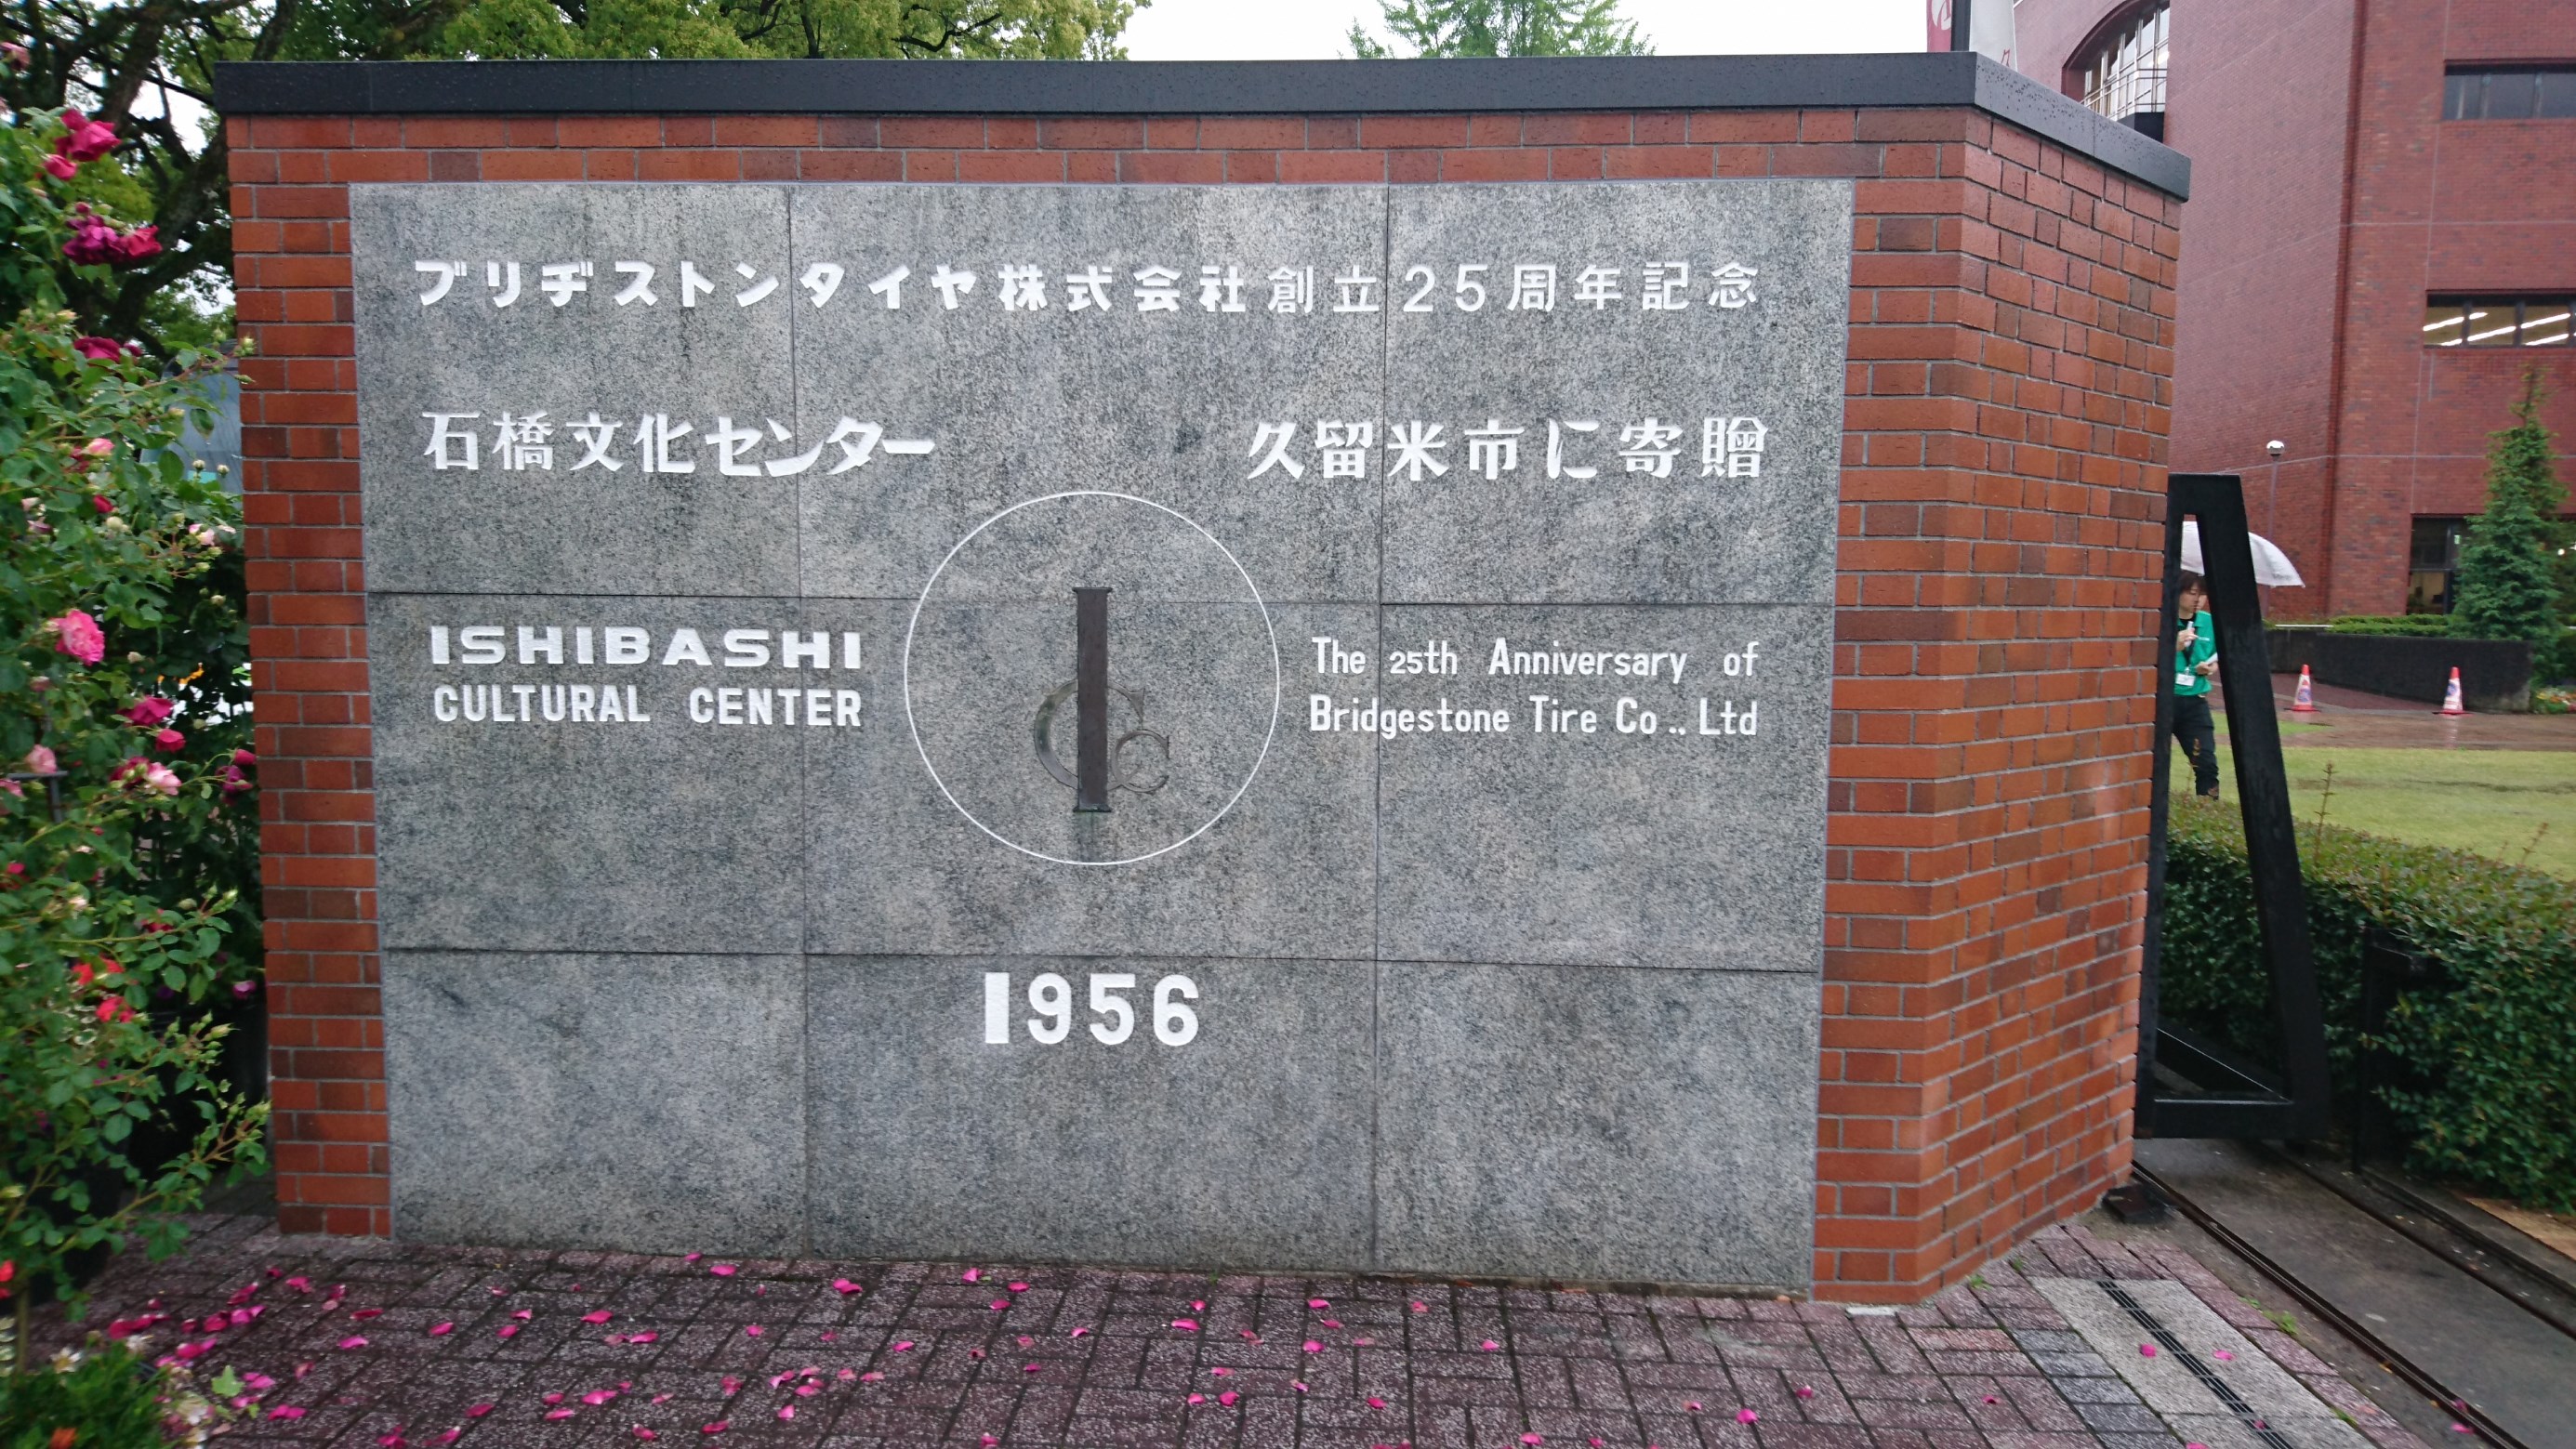 ブリヂストンタイヤ株式会社創立25周年記念
石橋文化センター 久留米市に寄贈
ISHIBASHI
CULTURAL CENTER
The 25th Anniversary of
Bridgestone Tire Co., Ltd
ICC
1956